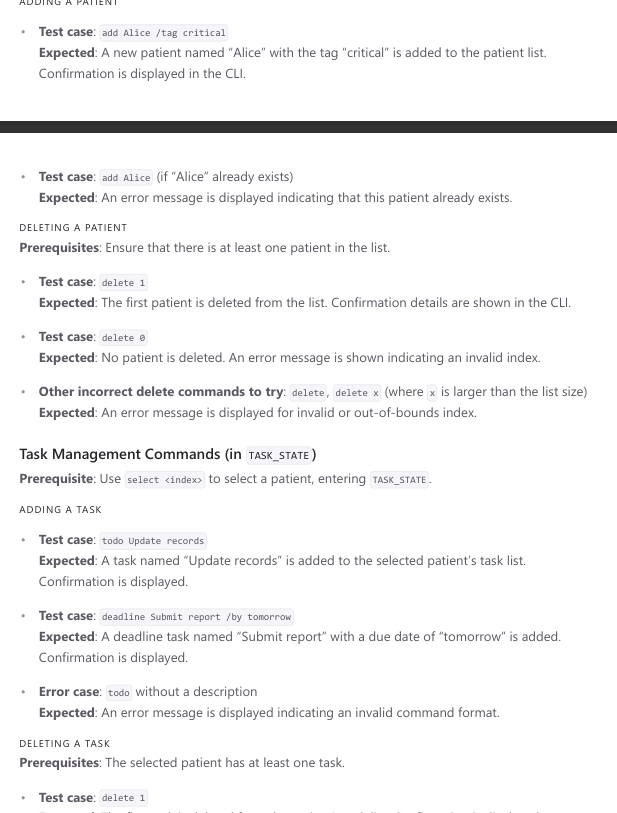 ADDING A PATIENT
• Test case: add Alice /tag critical
Expected: A new patient named “Alice” with the tag “critical” is added to the patient list.
Confirmation is displayed in the CLI.
• Test case: add Alice (if “Alice” already exists)
Expected: An error message is displayed indicating that this patient already exists.
DELETING A PATIENT
Prerequisites: Ensure that there is at least one patient in the list.
• Test case: delete 1
Expected: The first patient is deleted from the list. Confirmation details are shown in the CLI.
• Test case: delete 0
Expected: No patient is deleted. An error message is shown indicating an invalid index.
• Other incorrect delete commands to try: delete, delete x (where x is larger than the list size)
Expected: An error message is displayed for invalid or out-of-bounds index.
Task Management Commands (in TASK_STATE)
Prerequisite: Use select <index> to select a patient, entering TASK_STATE.
ADDING A TASK
• Test case: todo Update records
Expected: A task named “Update records” is added to the selected patient’s task list.
Confirmation is displayed.
• Test case: deadline Submit report /by tomorrow
Expected: A deadline task named “Submit report” with a due date of “tomorrow” is added.
Confirmation is displayed.
• Error case: todo without a description
Expected: An error message is displayed indicating an invalid command format.
DELETING A TASK
Prerequisites: The selected patient has at least one task.
• Test case: delete 1